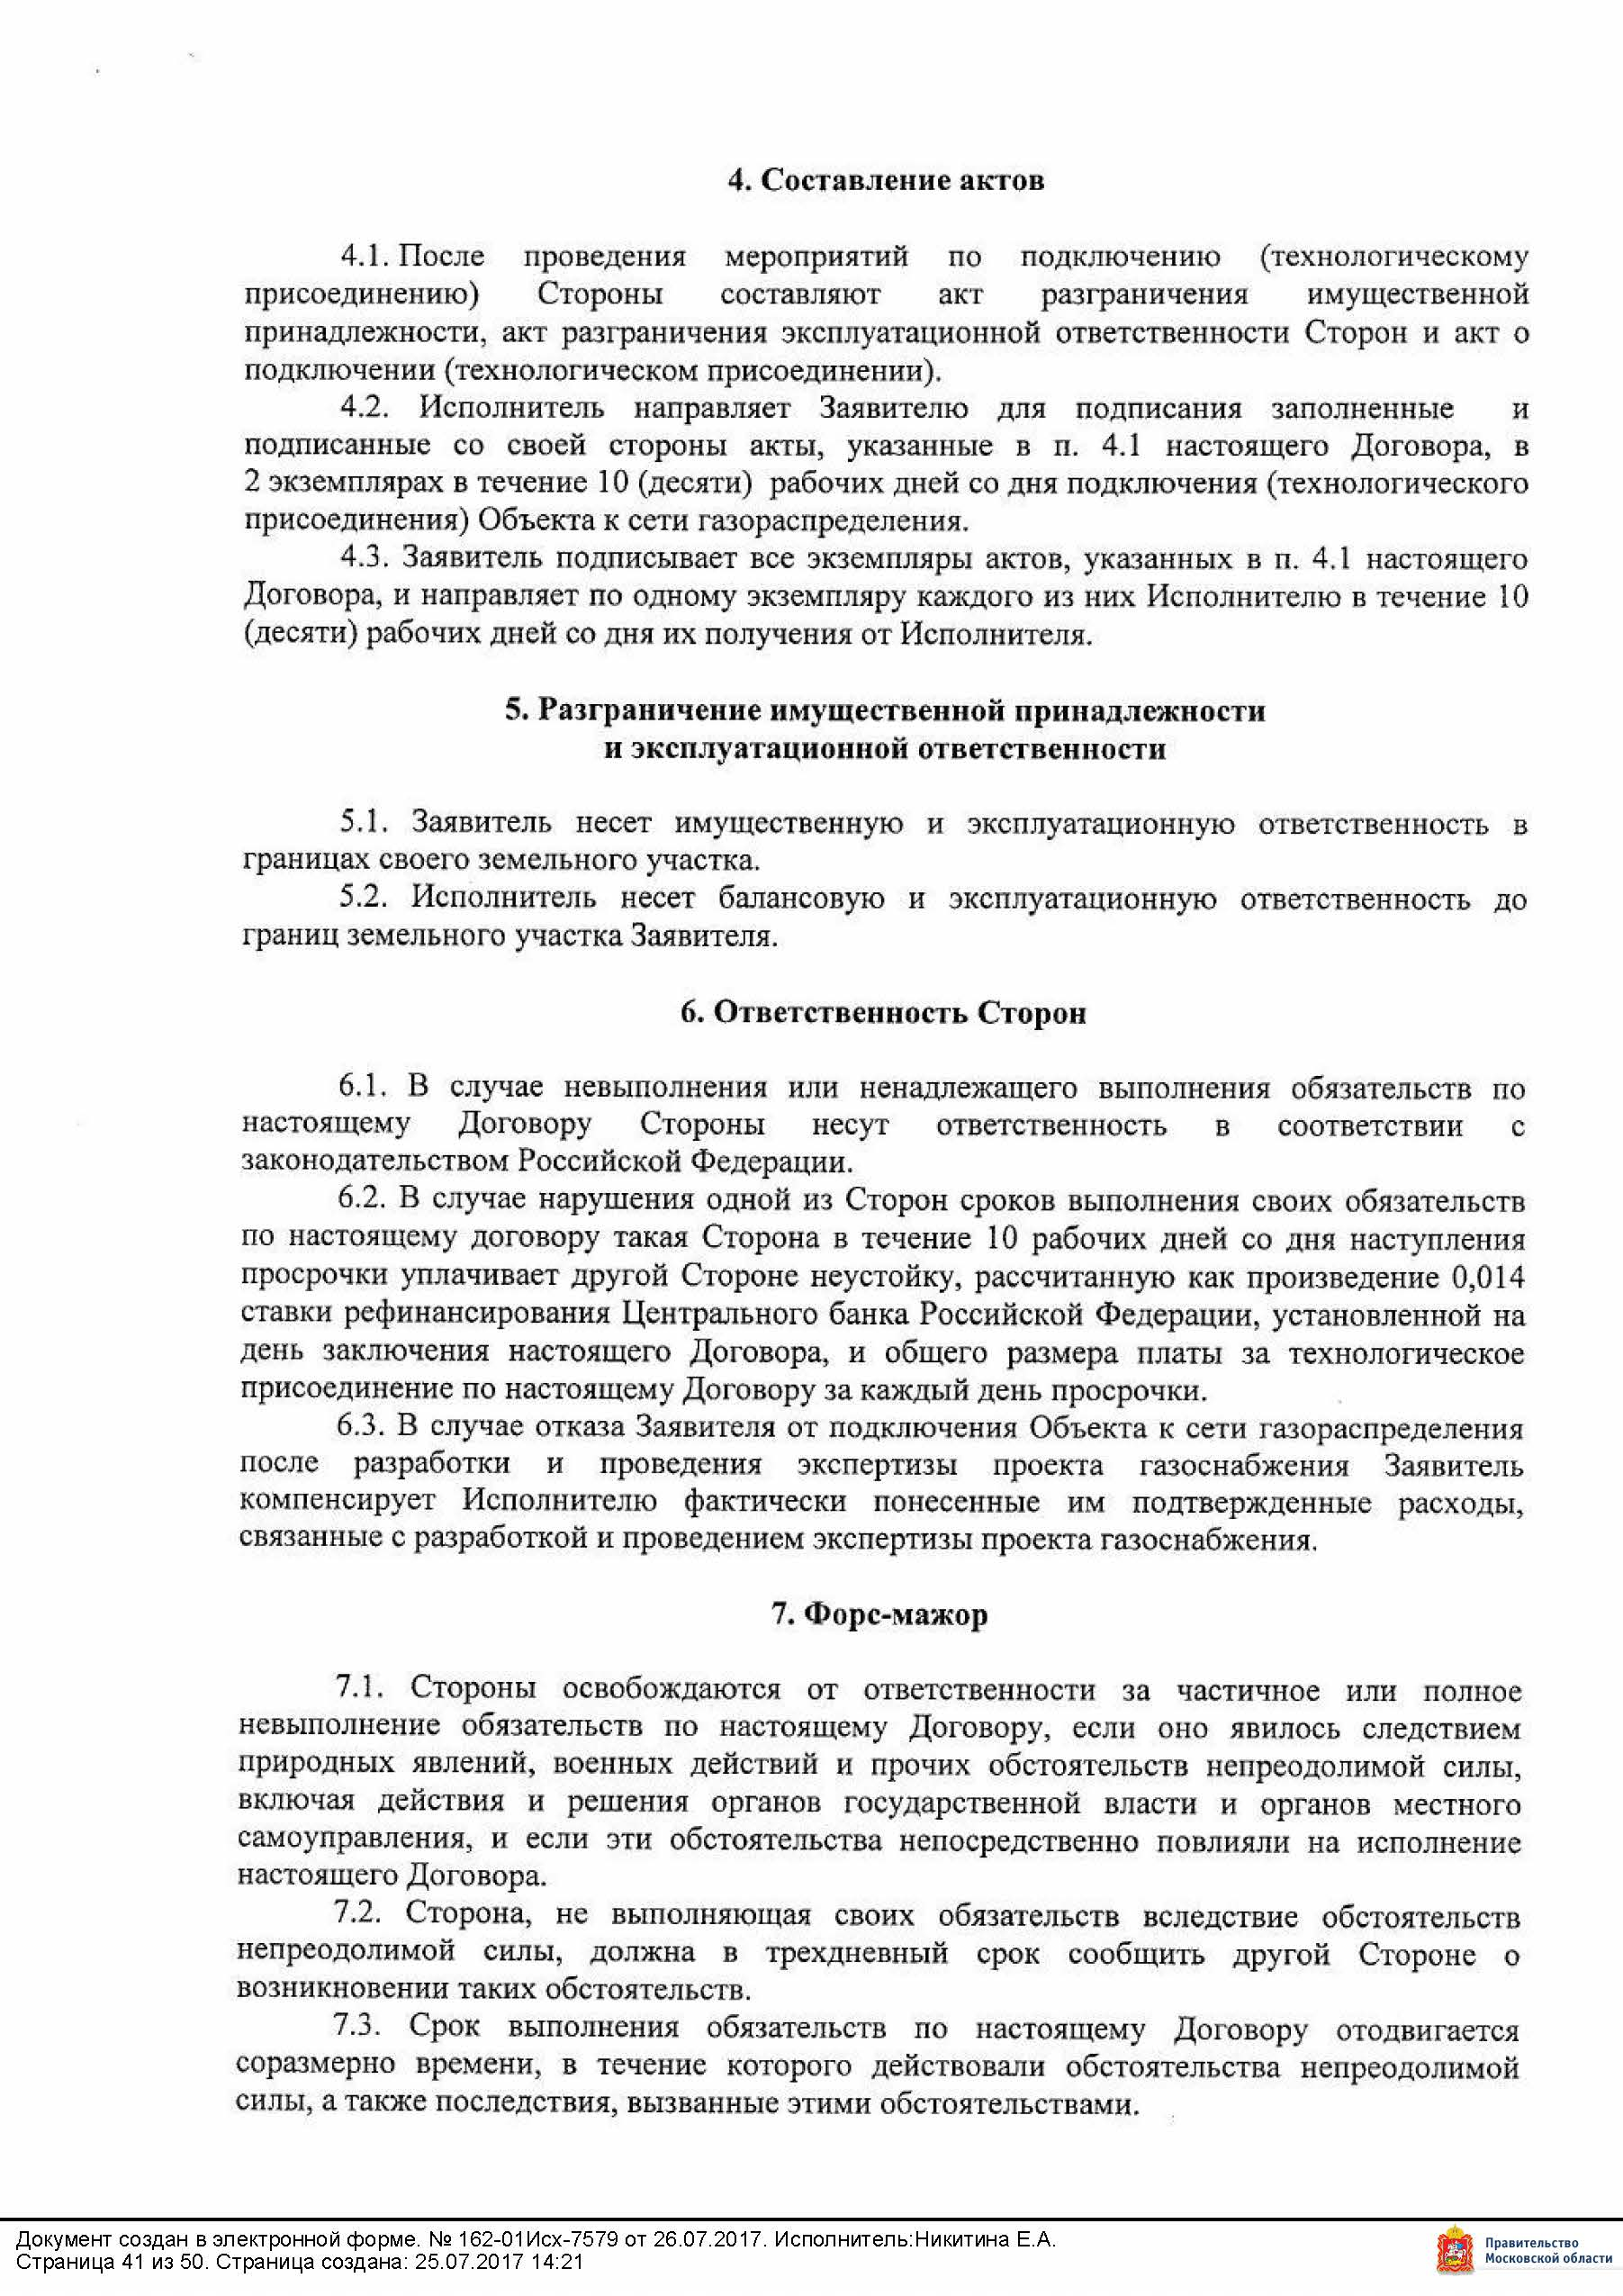 4. Составление актов
4.1. После проведения мероприятий по подключению (технологическому
присоединению) Стороны составляют акт разграничения имущественной
принадлежности, акт разграничения эксплуатационной ответственности Сторон и акт о
подключении (технологическом присоединении).
4.2. Исполнитель направляет Заявителю для подписания заполненные и
подписанные со своей стороны акты, указанные в п. 4.1 настоящего Договора, в
2 экземплярах в течение 10 (десяти) рабочих дней со дня подключения (технологического
присоединения) Объекта к сети газораспределения.
4.3. Заявитель подписывает все экземпляры актов, указанных в п. 4.1 настоящего
Договора, и направляет по одному экземпляру каждого из них Исполнителю в течение 10
(десяти) рабочих дней со дня их получения от Исполнителя.
5. Разграничение имущественной принадлежности
и эксплуатационной ответственности
5.1. Заявитель несет имущественную и эксплуатационную ответственность в
границах своего земельного участка.
5.2. Исполнитель несет балансовую и эксплуатационную ответственность до
границ земельного участка Заявителя.
6. Ответственность Сторон
6.1. В случае невыполнения или ненадлежащего выполнения обязательств по
настоящему Договору Стороны несут ответственность в соответствии с
законодательством Российской Федерации.
6.2. В случае нарушения одной из Сторон сроков выполнения своих обязательств
по настоящему договору такая Сторона в течение 10 рабочих дней со дня наступления
просрочки уплачивает другой Стороне неустойку, рассчитанную как произведение 0,014
ставки рефинансирования Центрального банка Российской Федерации, установленной на
день заключения настоящего Договора, и общего размера платы за технологическое
присоединение по настоящему Договору за каждый день просрочки.
6.3. В случае отказа Заявителя от подключения Объекта к сети газораспределения
после разработки и проведения экспертизы проекта газоснабжения Заявитель
компенсирует Исполнителю фактически понесенные им подтвержденные расходы,
связанные с разработкой и проведением экспертизы проекта газоснабжения.
7. Форс-мажор
7.1. Стороны освобождаются от ответственности за частичное или полное
невыполнение обязательств по настоящему Договору, если оно явилось следствием
природных явлений, военных действий и прочих обстоятельств непреодолимой силы,
включая действия и решения органов государственной власти и органов местного
самоуправления, и если эти обстоятельства непосредственно повлияли на исполнение
настоящего Договора.
7.2. Сторона, не выполняющая своих обязательств вследствие обстоятельств
непреодолимой силы, должна в трехдневный срок сообщить другой Стороне о
возникновении таких обстоятельств.
7.3. Срок выполнения обязательств по настоящему Договору отодвигается
соразмерно времени, в течение которого действовали обстоятельства непреодолимой
силы, а также последствия, вызванные этими обстоятельствами.
Документ создан в электронной форме. № 162-01Исх-7579 от 26.07.2017. Исполнитель:Никитина Е.А.
Страница 41 из 50. Страница создана: 25.07.2017 14:21
Правительство
Московской области